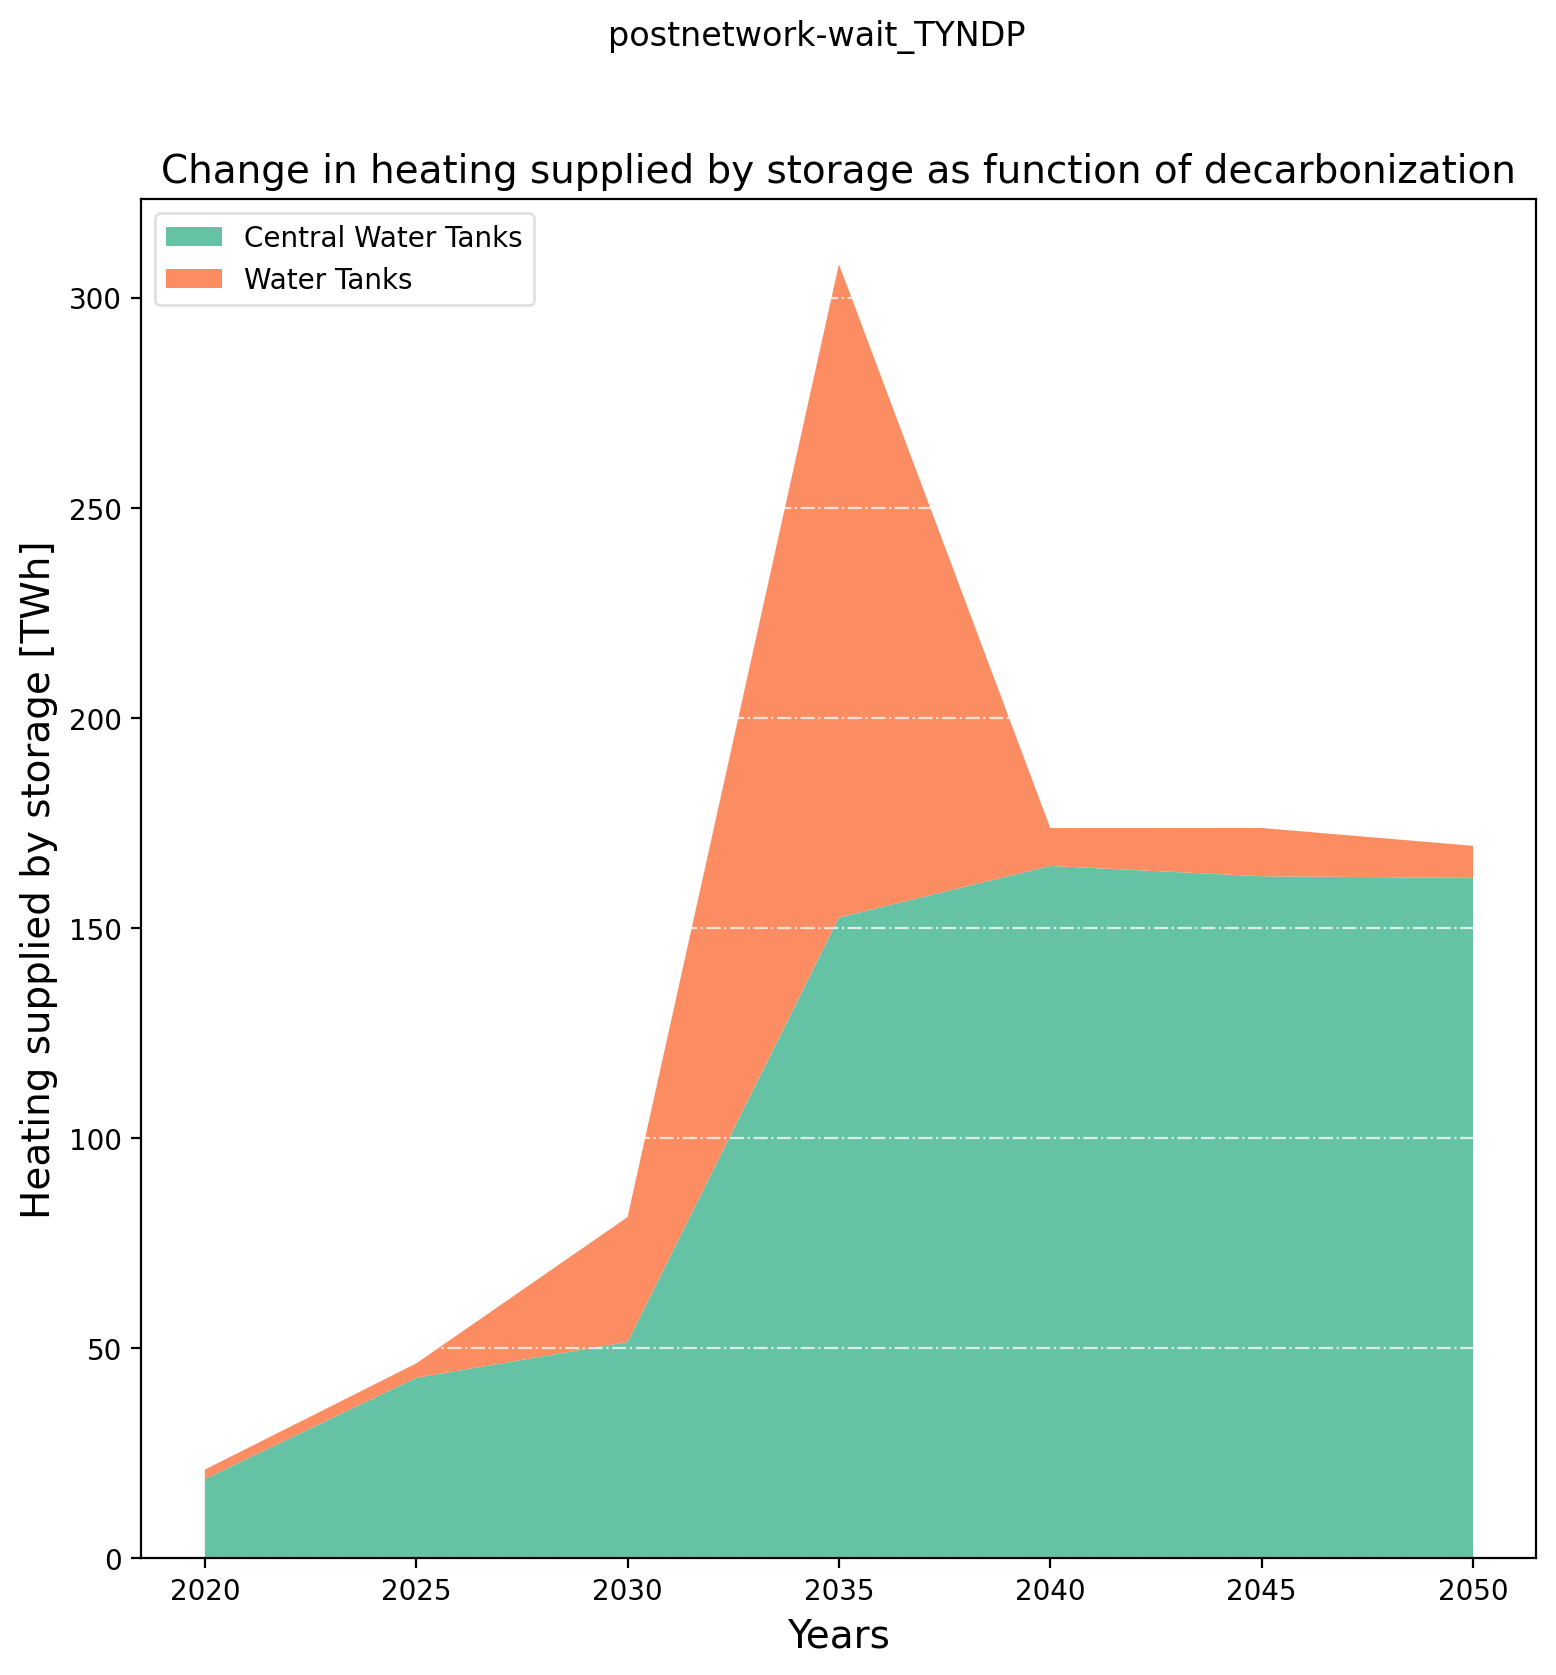 postnetwork-wait_TYNDP
Change in heating supplied by storage as function of decarbonization
Central Water Tanks
Water Tanks
Heating supplied by storage [TWh]
300
250
200
150
100
50
0
2020 2025 2030 2035 2040 2045 2050
Years